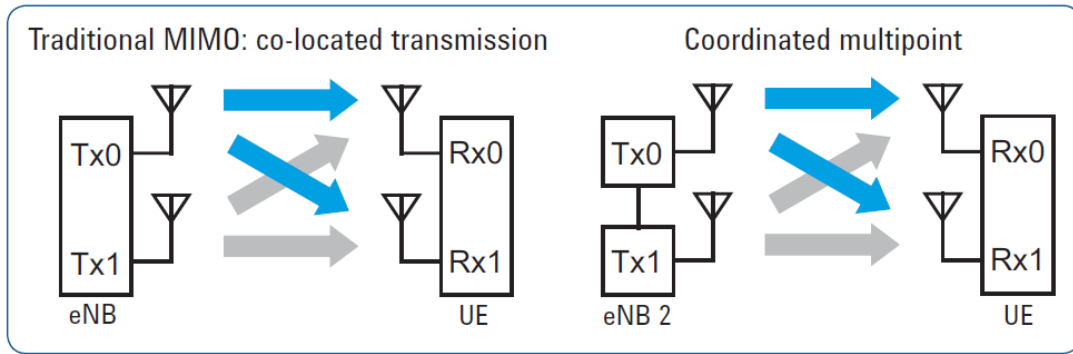 Traditional MIMO: co-located transmission
Tx0
Tx1
eNB
Rx0
Rx1
UE
Coordinated multipoint
Tx0
Tx1
eNB 2
Rx0
Rx1
UE